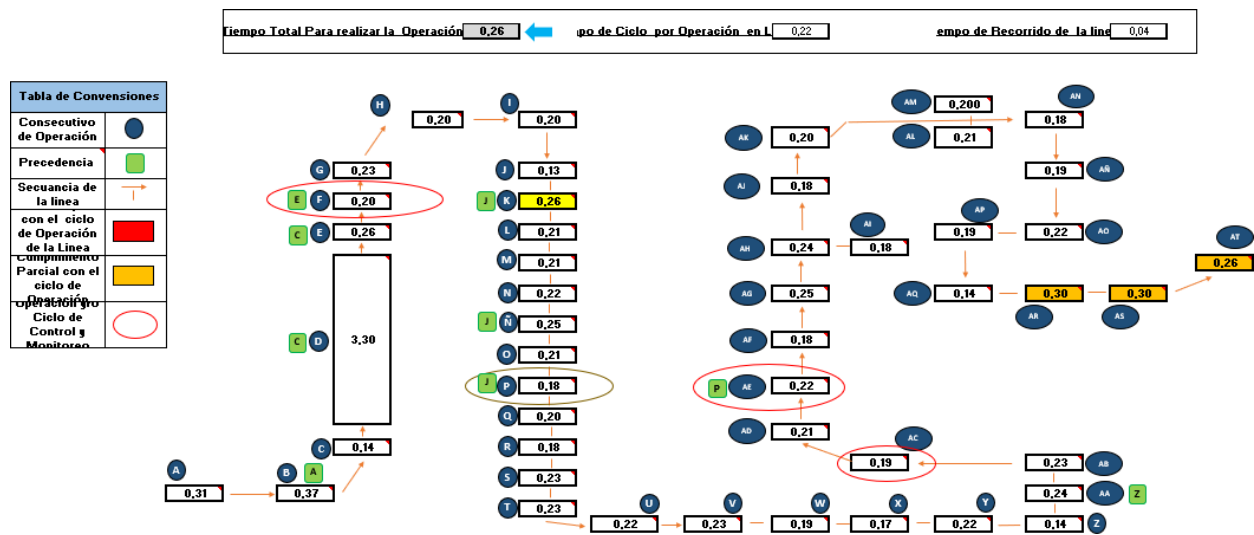 Tiempo Total Para realizar la Operación 0,26 po de Ciclo por Operación en L 0,22 empo de Recorrido de la line 0,04
Tabla de Convensiones
Consecutivo
de Operación
Precedencia
Secuancia de
la linea
con el ciclo
de Operación
de la Linea
Cumplimiento
Parcial con el
ciclo de
Operación
Ciclo de
Control y
Monitoreo
A
0,31
B A
0,37
C
0,14
C D
3,30
C E
0,26
E F
0,20
G
0,23
H
0,20
I
0,20
J
0,13
J K
0,26
L
0,21
M
0,21
N
0,22
J Ñ
0,25
O
0,21
J P
0,18
Q
0,20
R
0,18
S
0,23
T
0,23
U
0,22
V
0,23
W
0,19
X
0,17
Y
0,22
0,14 Z
0,24 AA Z
0,23 AB
AC
0,19
AD
0,21
P AE
0,22
AF
0,18
AG
0,25
AH
0,24
AI
0,18
AJ
0,18
AK
0,20
AL
0,21
AM
0,200
AN
0,18
0,19 AÑ
0,22 AO
AP
0,19
AQ
0,14
0,30
AR
0,30
AS
AT
0,26